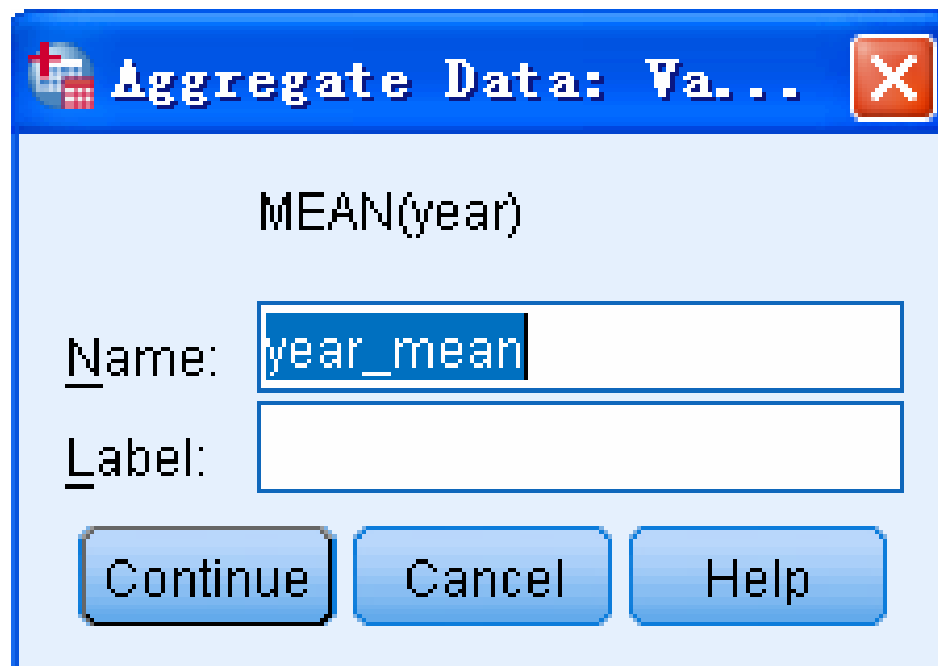 Aggregate Data: Va...
MEAN(year)
Name: year_mean
Label:
Continue Cancel Help